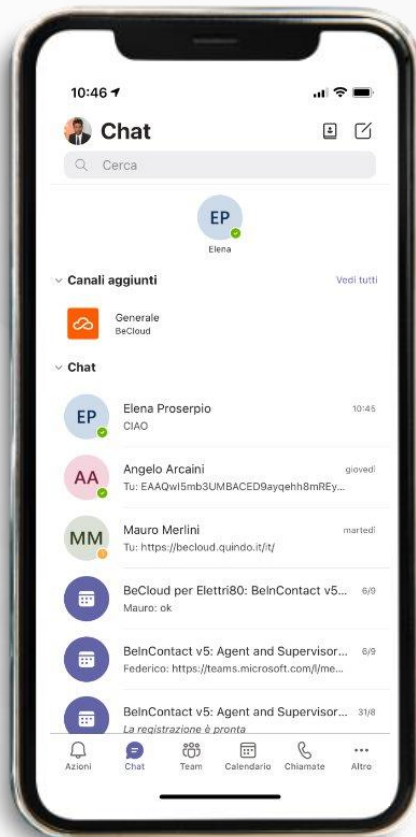 10:46
Chat
Cerca
EP
Elena
Canali aggiunti Vedi tutti
Generale
BeCloud
Chat
EP Elena Proserpio 10:45
CIAO
AA Angelo Arcaini giovedì
Tu: EAAQwI5mb3UMBACED9ayqehh8mREy...
MM Mauro Merlini martedì
Tu: https://becloud.quindo.it/it/
BeCloud per Elettri80: BeInContact v5... 6/9
Mauro: ok
BeInContact v5: Agent and Supervisor... 6/9
Federico: https://teams.microsoft.com/l/me...
BeInContact v5: Agent and Supervisor... 31/8
La registrazione è pronta
Azioni Chat Team Calendario Chiamate Altro